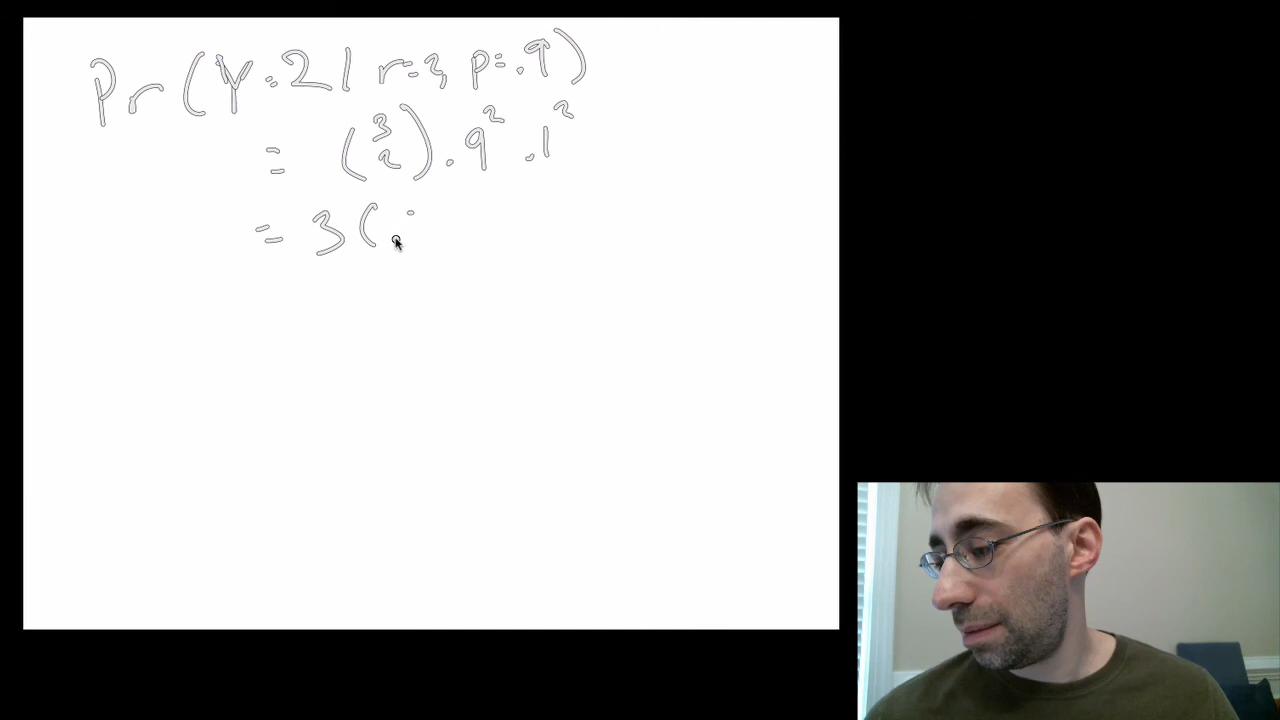 Pr(Y=2 | r=3, p=.9)
= (3 2) .9² .1²
= 3(